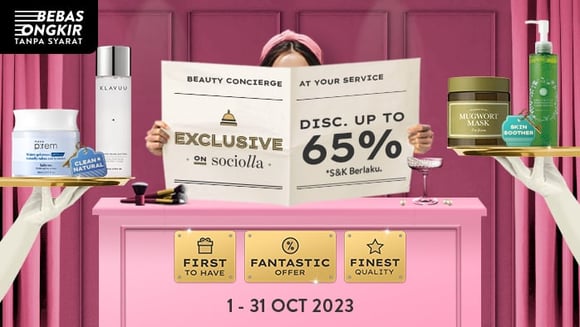 BEBAS
ONGKIR
TANPA SYARAT
BEAUTY CONCIERGE
AT YOUR SERVICE
EXCLUSIVE
ON sociolla
DISC. UP TO
65%
*S&K Berlaku.
KLAVUU
CLEAN &
NATURAL
MUGWORT
MASK
I'm from
SKIN
SOOTHER
FIRST
TO HAVE
FANTASTIC
OFFER
FINEST
QUALITY
1 - 31 OCT 2023